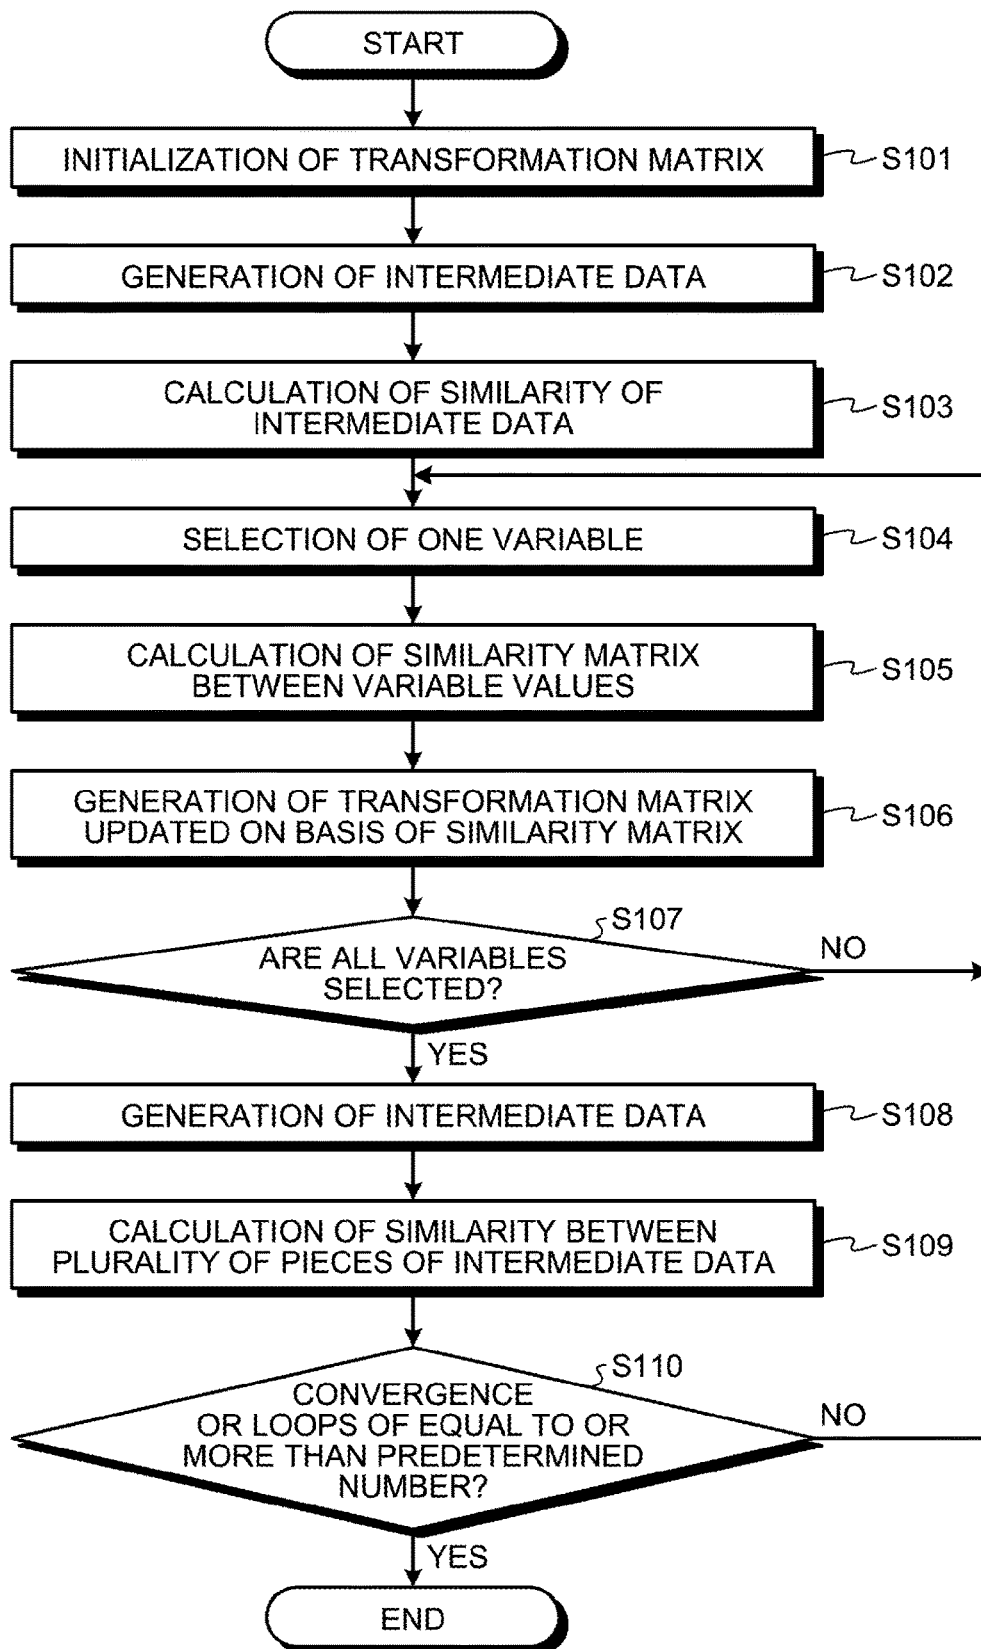 START
INITIALIZATION OF TRANSFORMATION MATRIX
S101
GENERATION OF INTERMEDIATE DATA
S102
CALCULATION OF SIMILARITY OF
INTERMEDIATE DATA
S103
SELECTION OF ONE VARIABLE
S104
CALCULATION OF SIMILARITY MATRIX
BETWEEN VARIABLE VALUES
S105
GENERATION OF TRANSFORMATION MATRIX
UPDATED ON BASIS OF SIMILARITY MATRIX
S106
S107
ARE ALL VARIABLES
SELECTED?
NO
YES
GENERATION OF INTERMEDIATE DATA
S108
CALCULATION OF SIMILARITY BETWEEN
PLURALITY OF PIECES OF INTERMEDIATE DATA
S109
S110
CONVERGENCE
OR LOOPS OF EQUAL TO OR
MORE THAN PREDETERMINED
NUMBER?
NO
YES
END